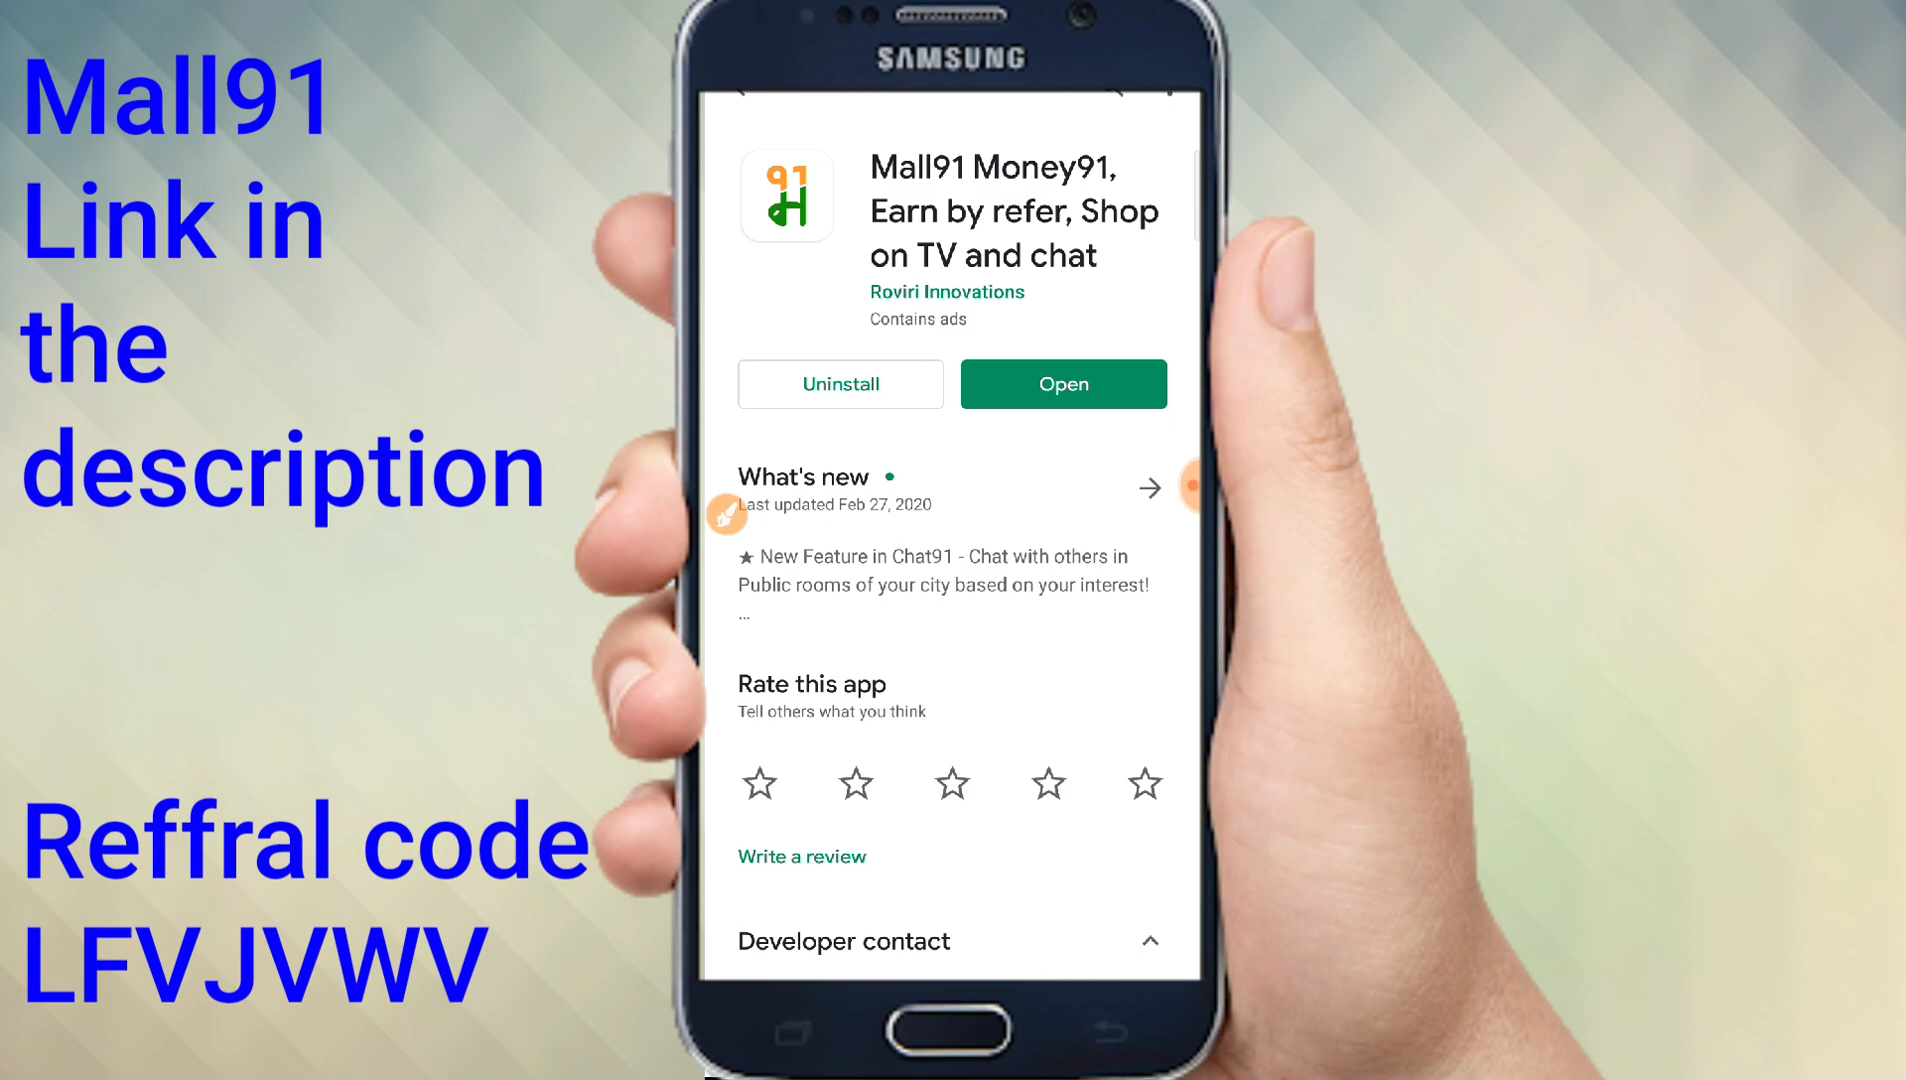 Mall91
Link in
the
description
Reffral code
LFVJVWV
SAMSUNG
91
Mall91 Money91,
Earn by refer, Shop
on TV and chat
Roviri Innovations
Contains ads
Uninstall
Open
What's new
Last updated Feb 27, 2020
★ New Feature in Chat91 - Chat with others in
Public rooms of your city based on your interest!
...
Rate this app
Tell others what you think
Write a review
Developer contact